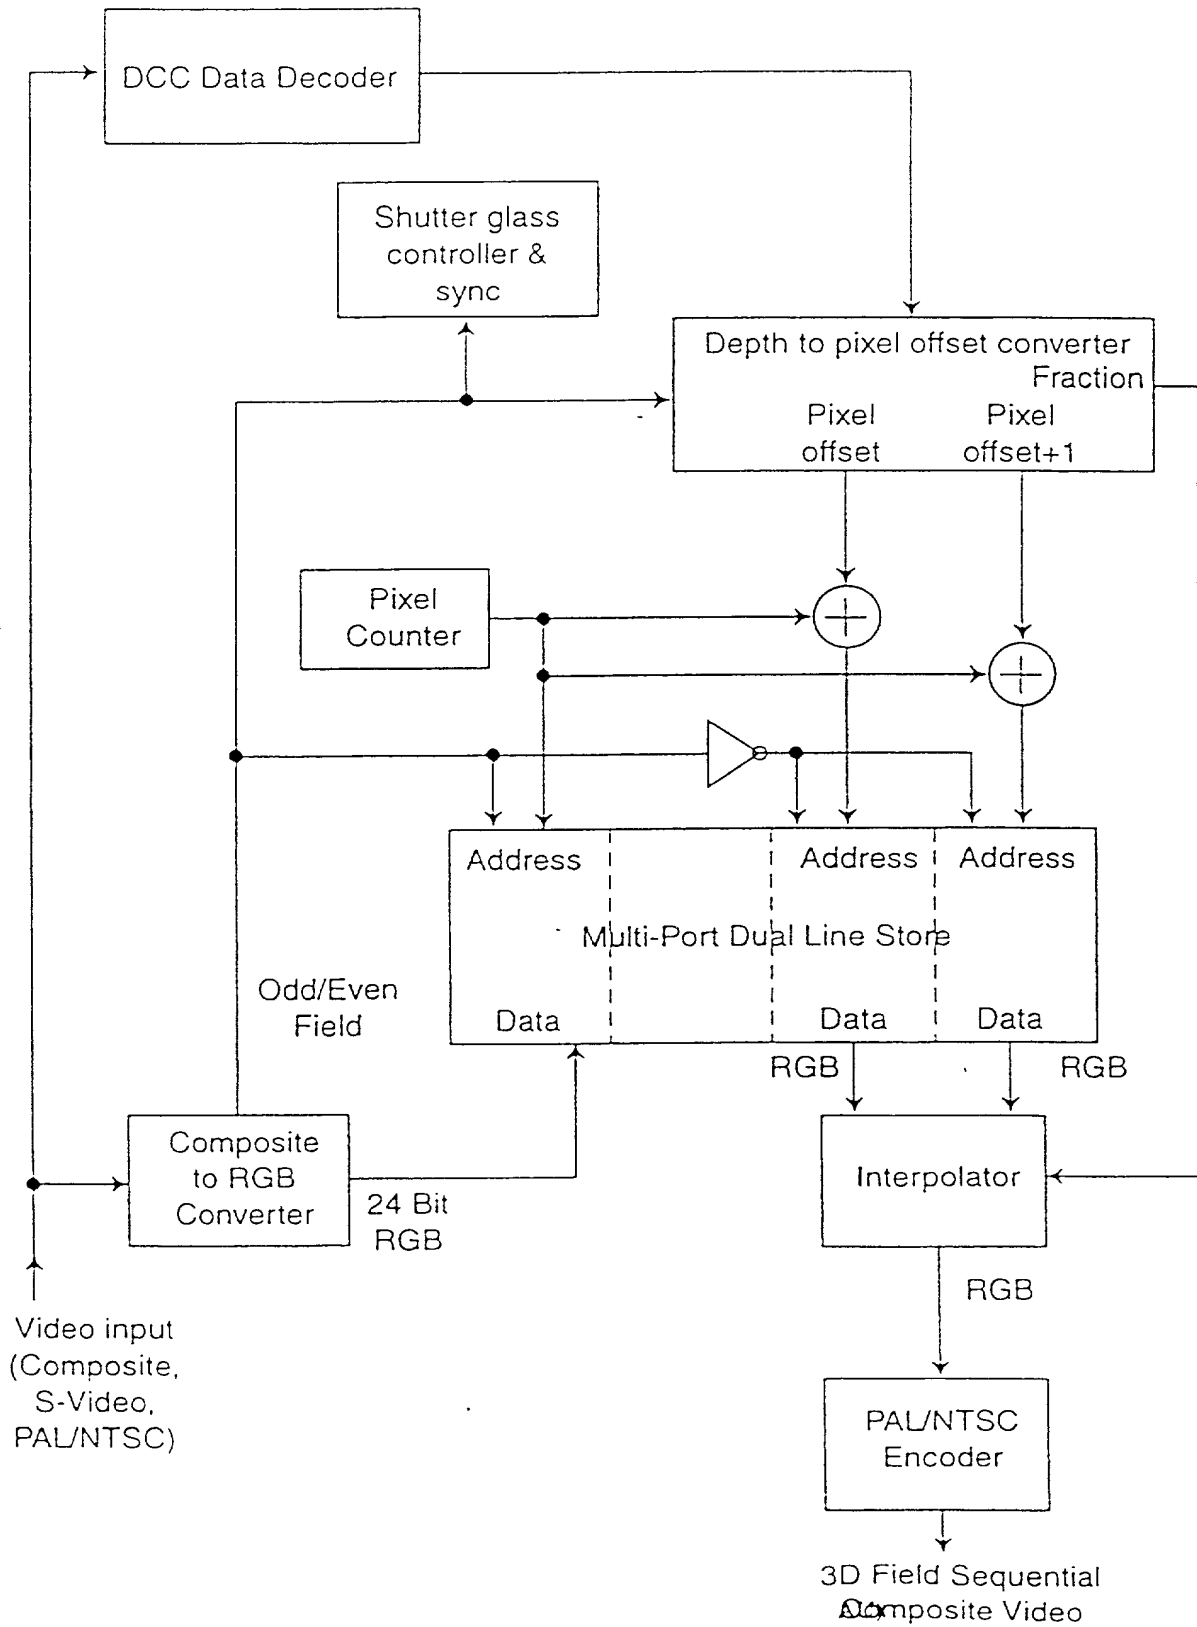 DCC Data Decoder
Shutter glass
controller &
sync
Depth to pixel offset converter
Fraction
Pixel
offset
Pixel
offset+1
Pixel
Counter
Address
Address
Address
Multi-Port Dual Line Store
Odd/Even
Field
Data
Data
Data
RGB
RGB
Composite
to RGB
Converter
24 Bit
RGB
Interpolator
RGB
Video input
(Composite,
S-Video,
PAL/NTSC)
PAL/NTSC
Encoder
3D Field Sequential
Composite Video